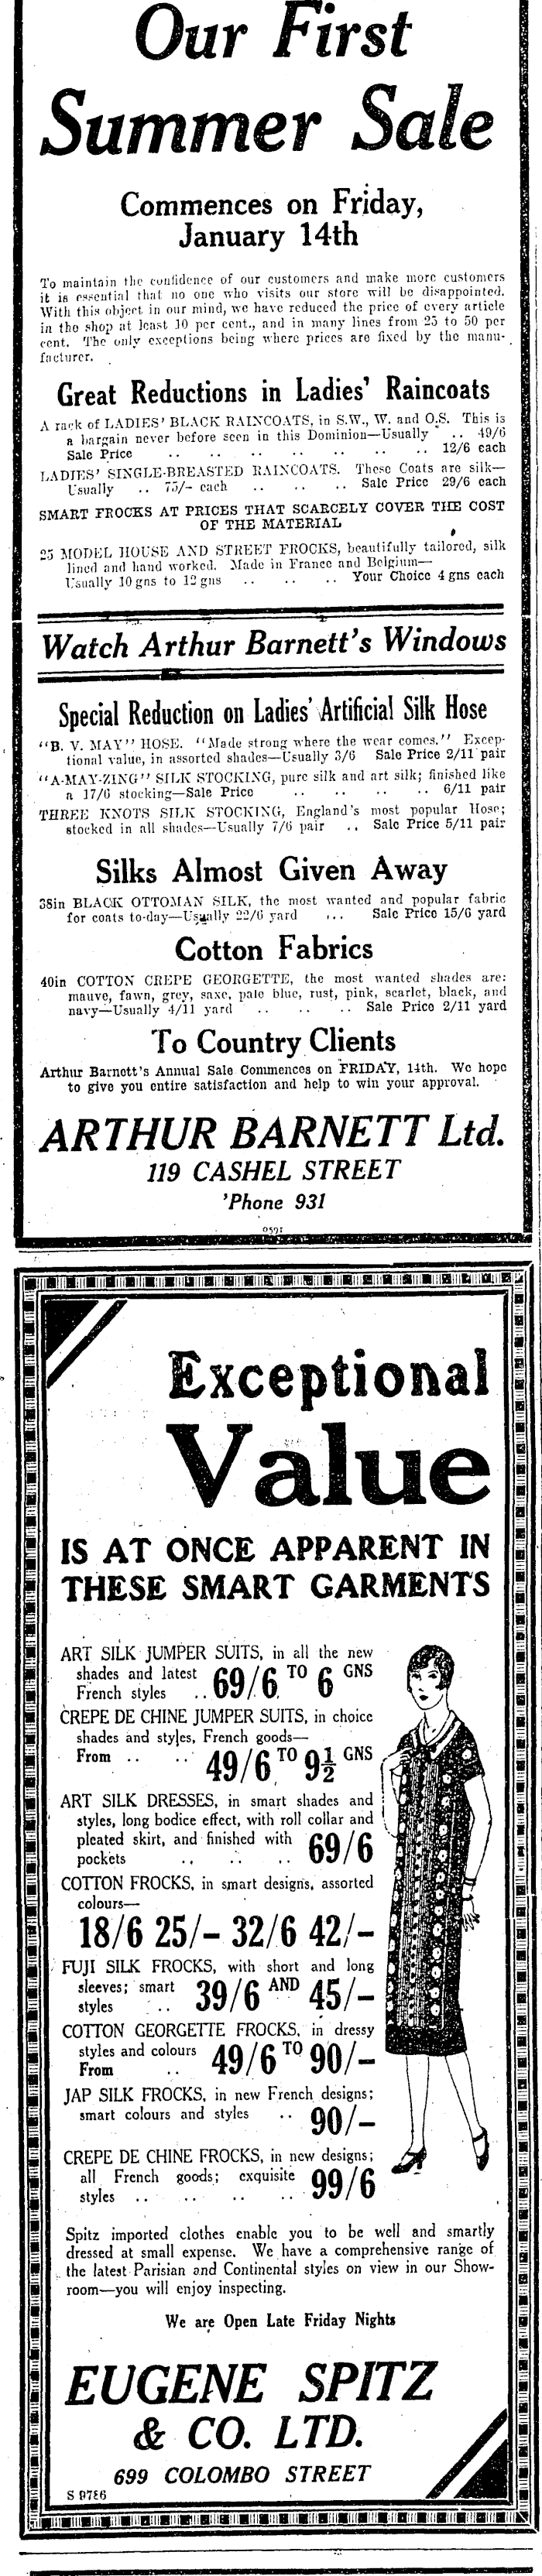 Our First
Summer Sale
Commences on Friday,
January 14th
To maintain the confidence of our customers and make more customers
it is essential that no one who visits our store will be disappointed.
With this object in our mind, we have reduced the price of every article
in the shop at least 10 per cent., and in many lines from 25 to 50 per
cent. The only exceptions being where prices are fixed by the manu-
facturer.
Great Reductions in Ladies' Raincoats
A rack of LADIES' BLACK RAINCOATS, in S.W., W. and O.S. This is
a bargain never before seen in this Dominion—Usually .. 49/6
Sale Price .. .. .. .. .. .. .. 12/6 each
LADIES' SINGLE-BREASTED RAINCOATS. These Coats are silk—
Usually .. 75/- each .. .. .. Sale Price 29/6 each
SMART FROCKS AT PRICES THAT SCARCELY COVER THE COST
OF THE MATERIAL
25 MODEL HOUSE AND STREET FROCKS, beautifully tailored, silk
lined and hand worked. Made in France and Belgium—
Usually 10 gns to 12 gns .. .. .. Your Choice 4 gns each
Watch Arthur Barnett's Windows
Special Reduction on Ladies' Artificial Silk Hose
"B. V. MAY" HOSE. "Made strong where the wear comes." Excep-
tional value, in assorted shades—Usually 3/6 Sale Price 2/11 pair
"A-MAY-ZING" SILK STOCKING, pure silk and art silk; finished like
a 17/6 stocking—Sale Price .. .. .. .. 6/11 pair
THREE KNOTS SILK STOCKING, England's most popular Hose;
stocked in all shades—Usually 7/6 pair .. Sale Price 5/11 pair
Silks Almost Given Away
38in BLACK OTTOMAN SILK, the most wanted and popular fabric
for coats to-day—Usually 22/6 yard ... Sale Price 15/6 yard
Cotton Fabrics
40in COTTON CREPE GEORGETTE, the most wanted shades are:
mauve, fawn, grey, saxe, pale blue, rust, pink, scarlet, black, and
navy—Usually 4/11 yard .. .. .. Sale Price 2/11 yard
To Country Clients
Arthur Barnett's Annual Sale Commences on FRIDAY, 14th. We hope
to give you entire satisfaction and help to win your approval.
ARTHUR BARNETT Ltd.
119 CASHEL STREET
'Phone 931
0591
Exceptional
Value
IS AT ONCE APPARENT IN
THESE SMART GARMENTS
ART SILK JUMPER SUITS, in all the new
shades and latest
French styles .. 69/6 TO 6 GNS
CREPE DE CHINE JUMPER SUITS, in choice
shades and styles, French goods—
From .. .. 49/6 TO 9½ GNS
ART SILK DRESSES, in smart shades and
styles, long bodice effect, with roll collar and
pleated skirt, and finished with
pockets .. .. .. 69/6
COTTON FROCKS, in smart designs, assorted
colours—
18/6 25/- 32/6 42/-
FUJI SILK FROCKS, with short and long
sleeves; smart
styles .. 39/6 AND 45/-
COTTON GEORGETTE FROCKS, in dressy
styles and colours
From .. 49/6 TO 90/-
JAP SILK FROCKS, in new French designs;
smart colours and styles .. 90/-
CREPE DE CHINE FROCKS, in new designs;
all French goods; exquisite
styles .. .. .. .. 99/6
Spitz imported clothes enable you to be well and smartly
dressed at small expense. We have a comprehensive range of
the latest Parisian and Continental styles on view in our Show-
room—you will enjoy inspecting.
We are Open Late Friday Nights
EUGENE SPITZ
& CO. LTD.
699 COLOMBO STREET
S 9786